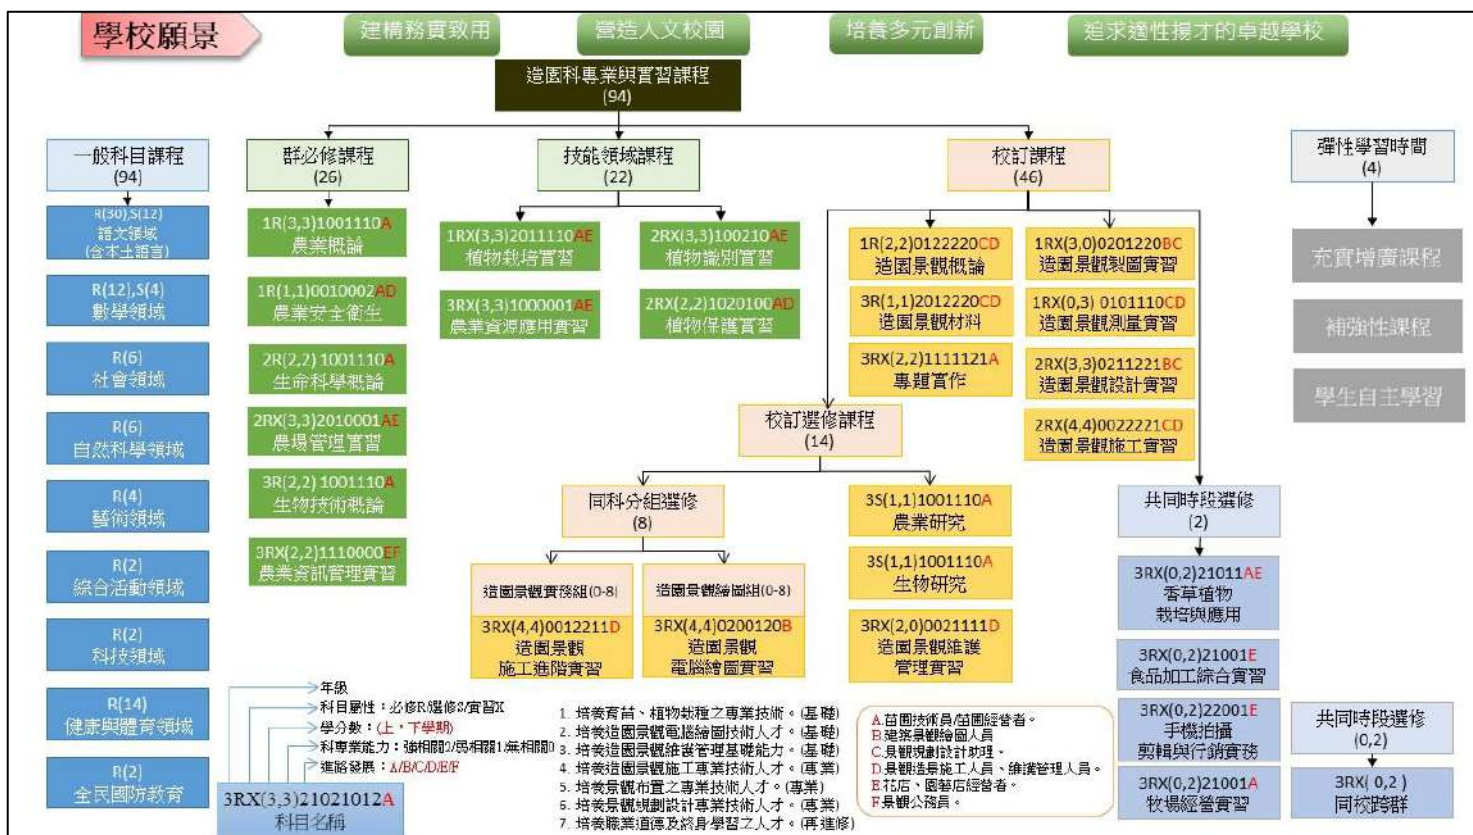 學校願景
建構務實致用
營造人文校園
培養多元創新
追求適性揚才的卓越學校
造園科專業與實習課程
(94)
一般科目課程
(94)
R(30),S(12)
語文領域
(含本土語言)
R(12),S(4)
數學領域
R(6)
社會領域
R(6)
自然科學領域
R(4)
藝術領域
R(2)
綜合活動領域
R(2)
科技領域
R(14)
健康與體育領域
R(2)
全民國防教育
群必修課程
(26)
1R(3,3)1001110A
農業概論
1R(1,1)0010002AD
農業安全衛生
2R(2,2)1001110A
生命科學概論
2RX(3,3)2010001AE
農場管理實習
3R(2,2)1001110A
生物技術概論
3RX(2,2)1110000EF
農業資訊管理實習
技能領域課程
(22)
1RX(3,3)2011110AE
植物栽培實習
3RX(3,3)1000001AE
農業資源應用實習
2RX(3,3)100210AE
植物識別實習
2RX(2,2)1020100AD
植物保護實習
校訂課程
(46)
1R(2,2)0122220CD
造園景觀概論
3R(1,1)2012220CD
造園景觀材料
3RX(2,2)1111121A
專題實作
1RX(3,0)0201220BC
造園景觀製圖實習
1RX(0,3) 0101110CD
造園景觀測量實習
2RX(3,3)0211221BC
造園景觀設計實習
2RX(4,4)0022221CD
造園景觀施工實習
校訂選修課程
(14)
同科分組選修
(8)
造園景觀實務組(0-8)
3RX(4,4)0012211D
造園景觀
施工進階實習
造園景觀繪圖組(0-8)
3RX(4,4)0200120B
造園景觀
電腦繪圖實習
3S(1,1)1001110A
農業研究
3S(1,1)1001110A
生物研究
3RX(2,0)0021111D
造園景觀維護
管理實習
共同時段選修
(2)
3RX(0,2)21011AE
香草植物
栽培與應用
3RX(0,2)21001E
食品加工綜合實習
3RX(0,2)22001E
手機拍攝
剪輯與行銷實務
3RX(0,2)21001A
牧場經營實習
彈性學習時間
(4)
充實增廣課程
補強性課程
學生自主學習
共同時段選修
(0,2)
3RX( 0,2 )
同校跨群
年級
科目屬性：必修R/選修S/實習X
學分數：(上，下學期)
科專業能力：強相關2/弱相關1/無相關0
進路發展：A/B/C/D/E/F
3RX(3,3)21021012A
科目名稱
1. 培養育苗、植物栽種之專業技術。(基礎)
2. 培養造園景觀電腦繪圖技術人才。(基礎)
3. 培養造園景觀維護管理基礎能力。(基礎)
4. 培養造園景觀施工專業技術人才。(專業)
5. 培養景觀布置之專業技術人才。(專業)
6. 培養景觀規劃設計專業技術人才。(專業)
7. 培養職業道德及終身學習之人才。(再進修)
A.苗圃技術員/苗圃經營者。
B.建築景觀繪圖人員
C.景觀規劃設計助理。
D.景觀造景施工人員、維護管理人員。
E.花店、園藝店經營者。
F.景觀公務員。